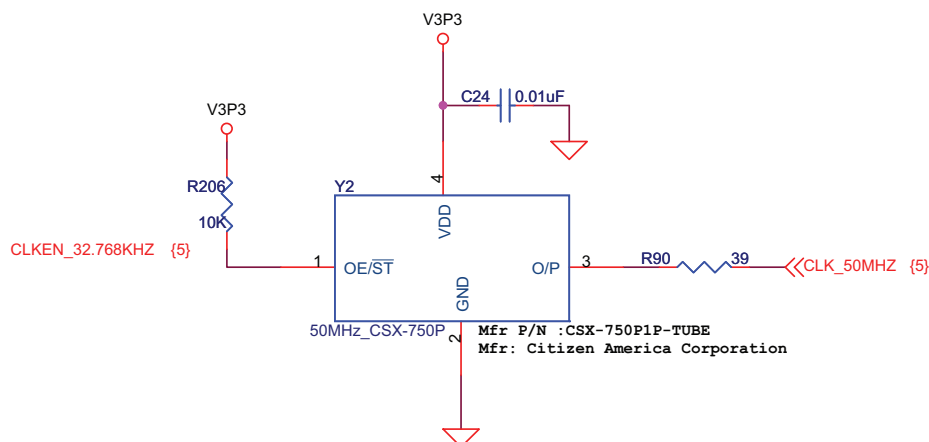 V3P3
C24 0.01uF
V3P3
R206
10K
CLKEN_32.768KHZ {5}
Y2
4
VDD
1
OE/ST
O/P
3
GND
2
R90 39
CLK_50MHZ {5}
50MHz_CSX-750P
Mfr P/N :CSX-750P1P-TUBE
Mfr: Citizen America Corporation